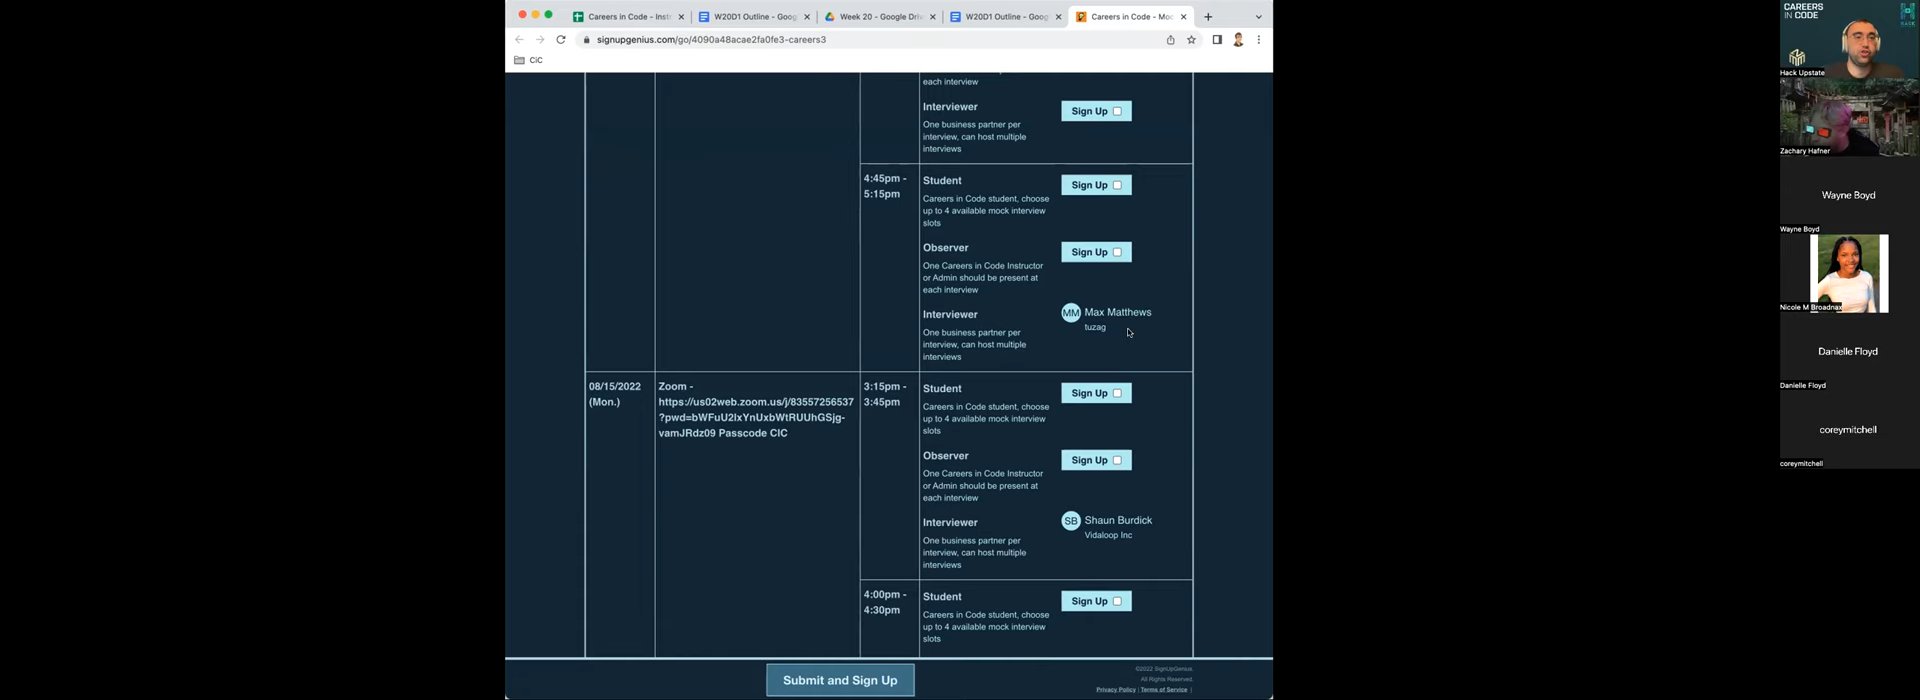 Careers in Code - Inst
W20D1 Outline - Goog
Week 20 - Google Driv
W20D1 Outline - Goog
Careers in Code - Moc
signupgenius.com/go/4090a48acae2fa0fe3-careers3
CiC
each interview
Interviewer
Sign Up
One business partner per
interview, can host multiple
interviews
4:45pm -
5:15pm
Student
Sign Up
Careers in Code student, choose
up to 4 available mock interview
slots
Observer
Sign Up
One Careers in Code Instructor
or Admin should be present at
each interview
Interviewer
MM Max Matthews
tuzag
One business partner per
interview, can host multiple
interviews
08/15/2022
(Mon.)
Zoom -
https://us02web.zoom.us/j/83557256537
?pwd=bWFuU2lxYnUxbWtRUUhGSjg-
vamJRdz09 Passcode CIC
3:15pm -
3:45pm
Student
Sign Up
Careers in Code student, choose
up to 4 available mock interview
slots
Observer
Sign Up
One Careers in Code Instructor
or Admin should be present at
each interview
Interviewer
SB Shaun Burdick
Vidaloop Inc
One business partner per
interview, can host multiple
interviews
4:00pm -
4:30pm
Student
Sign Up
Careers in Code student, choose
up to 4 available mock interview
slots
Submit and Sign Up
©2022 SignUpGenius
All Rights Reserved.
Privacy Policy | Terms of Service |
CAREERS
IN CODE
HACK
Hack Upstate
Zachary Hafner
Wayne Boyd
Wayne Boyd
Nicole M Broadnax
Danielle Floyd
Danielle Floyd
coreymitchell
coreymitchell